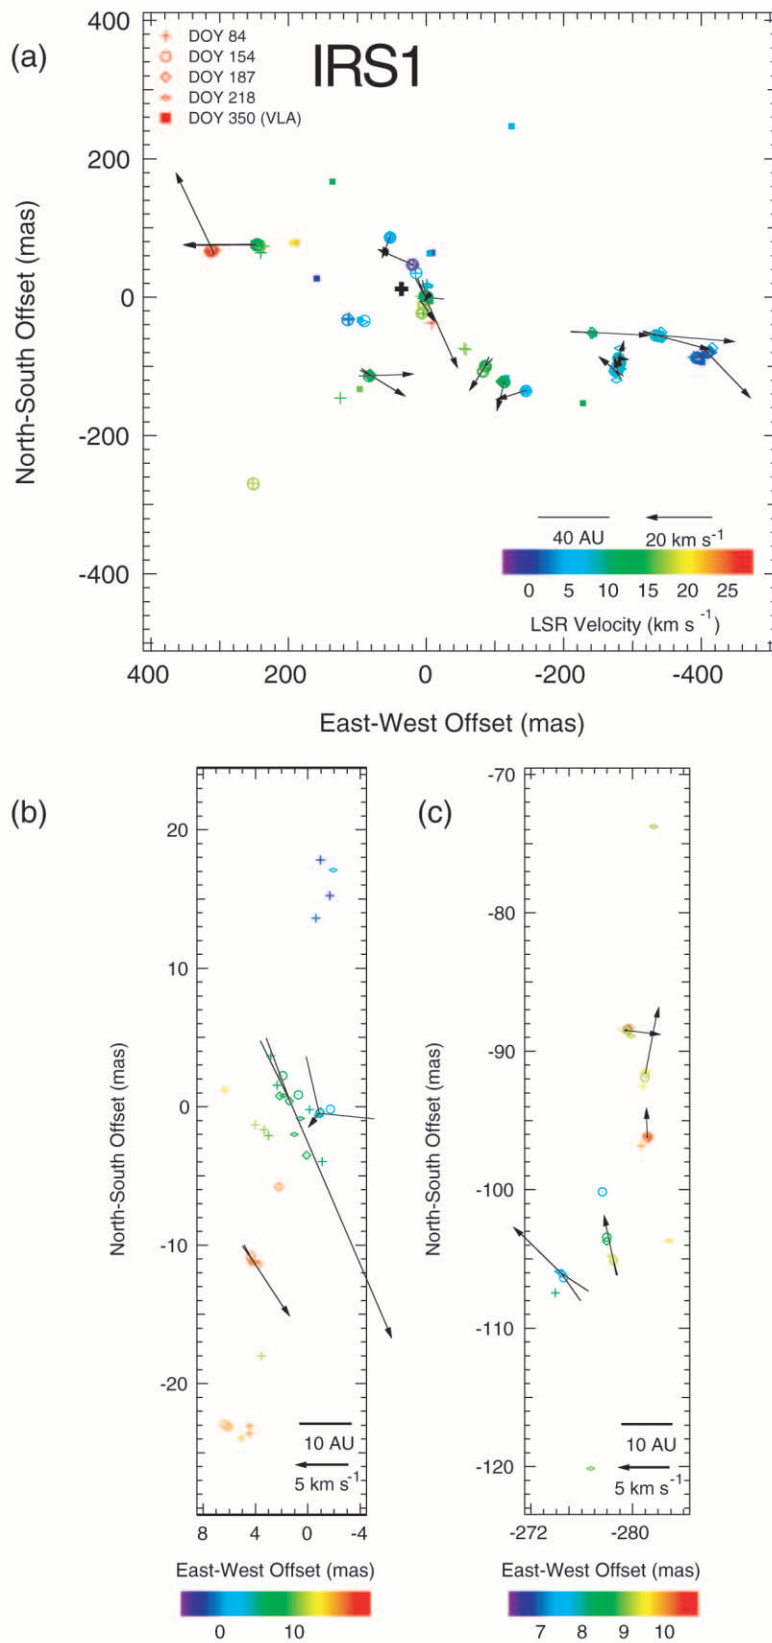 (a)
IRS1
DOY 84
DOY 154
DOY 187
DOY 218
DOY 350 (VLA)
400
200
0
-200
-400
North-South Offset (mas)
40 AU
20 km s⁻¹
0 5 10 15 20 25
LSR Velocity (km s⁻¹)
400 200 0 -200 -400
East-West Offset (mas)
(b)
20
10
0
-10
-20
North-South Offset (mas)
10 AU
5 km s⁻¹
8 4 0 -4
East-West Offset (mas)
0 10
(c)
-70
-80
-90
-100
-110
-120
North-South Offset (mas)
10 AU
5 km s⁻¹
-272 -280
East-West Offset (mas)
7 8 9 10